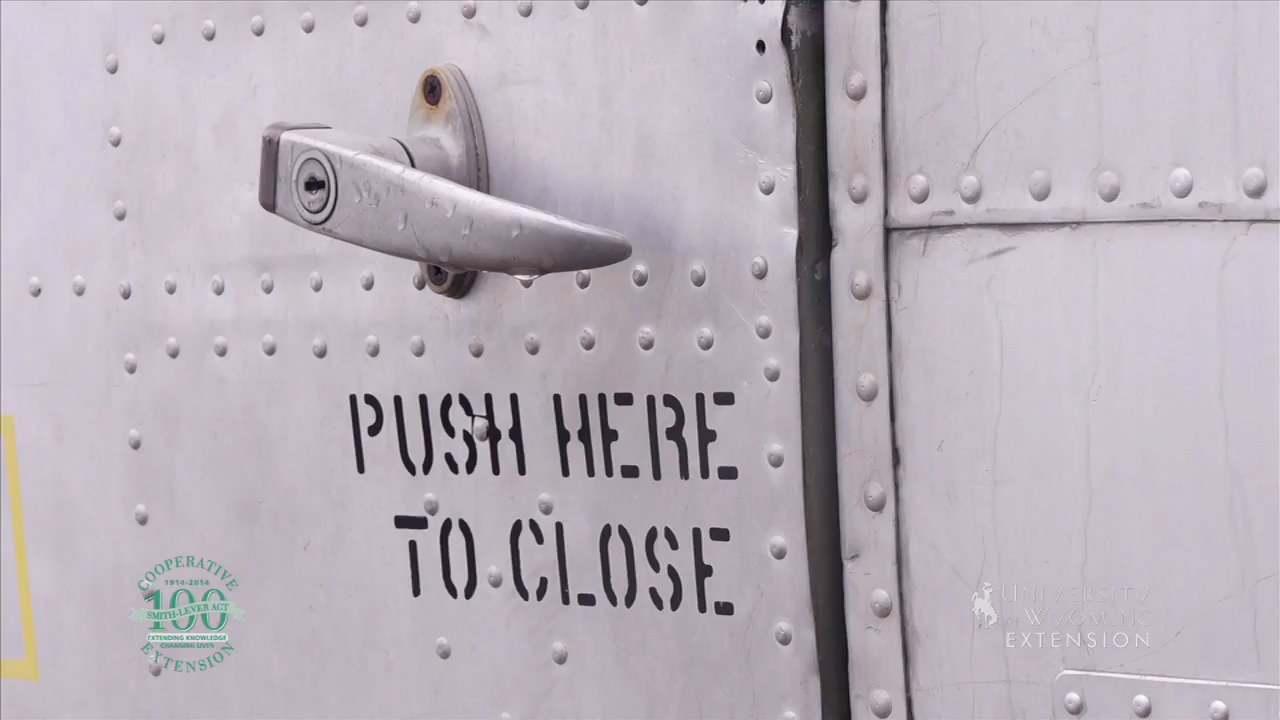 PUSH HERE
TO CLOSE
COOPERATIVE
1914-2014
100
SMITH-LEVER ACT
EXTENDING KNOWLEDGE
CHANGING LIVES
EXTENSION
UNIVERSITY
OF WYOMING
EXTENSION